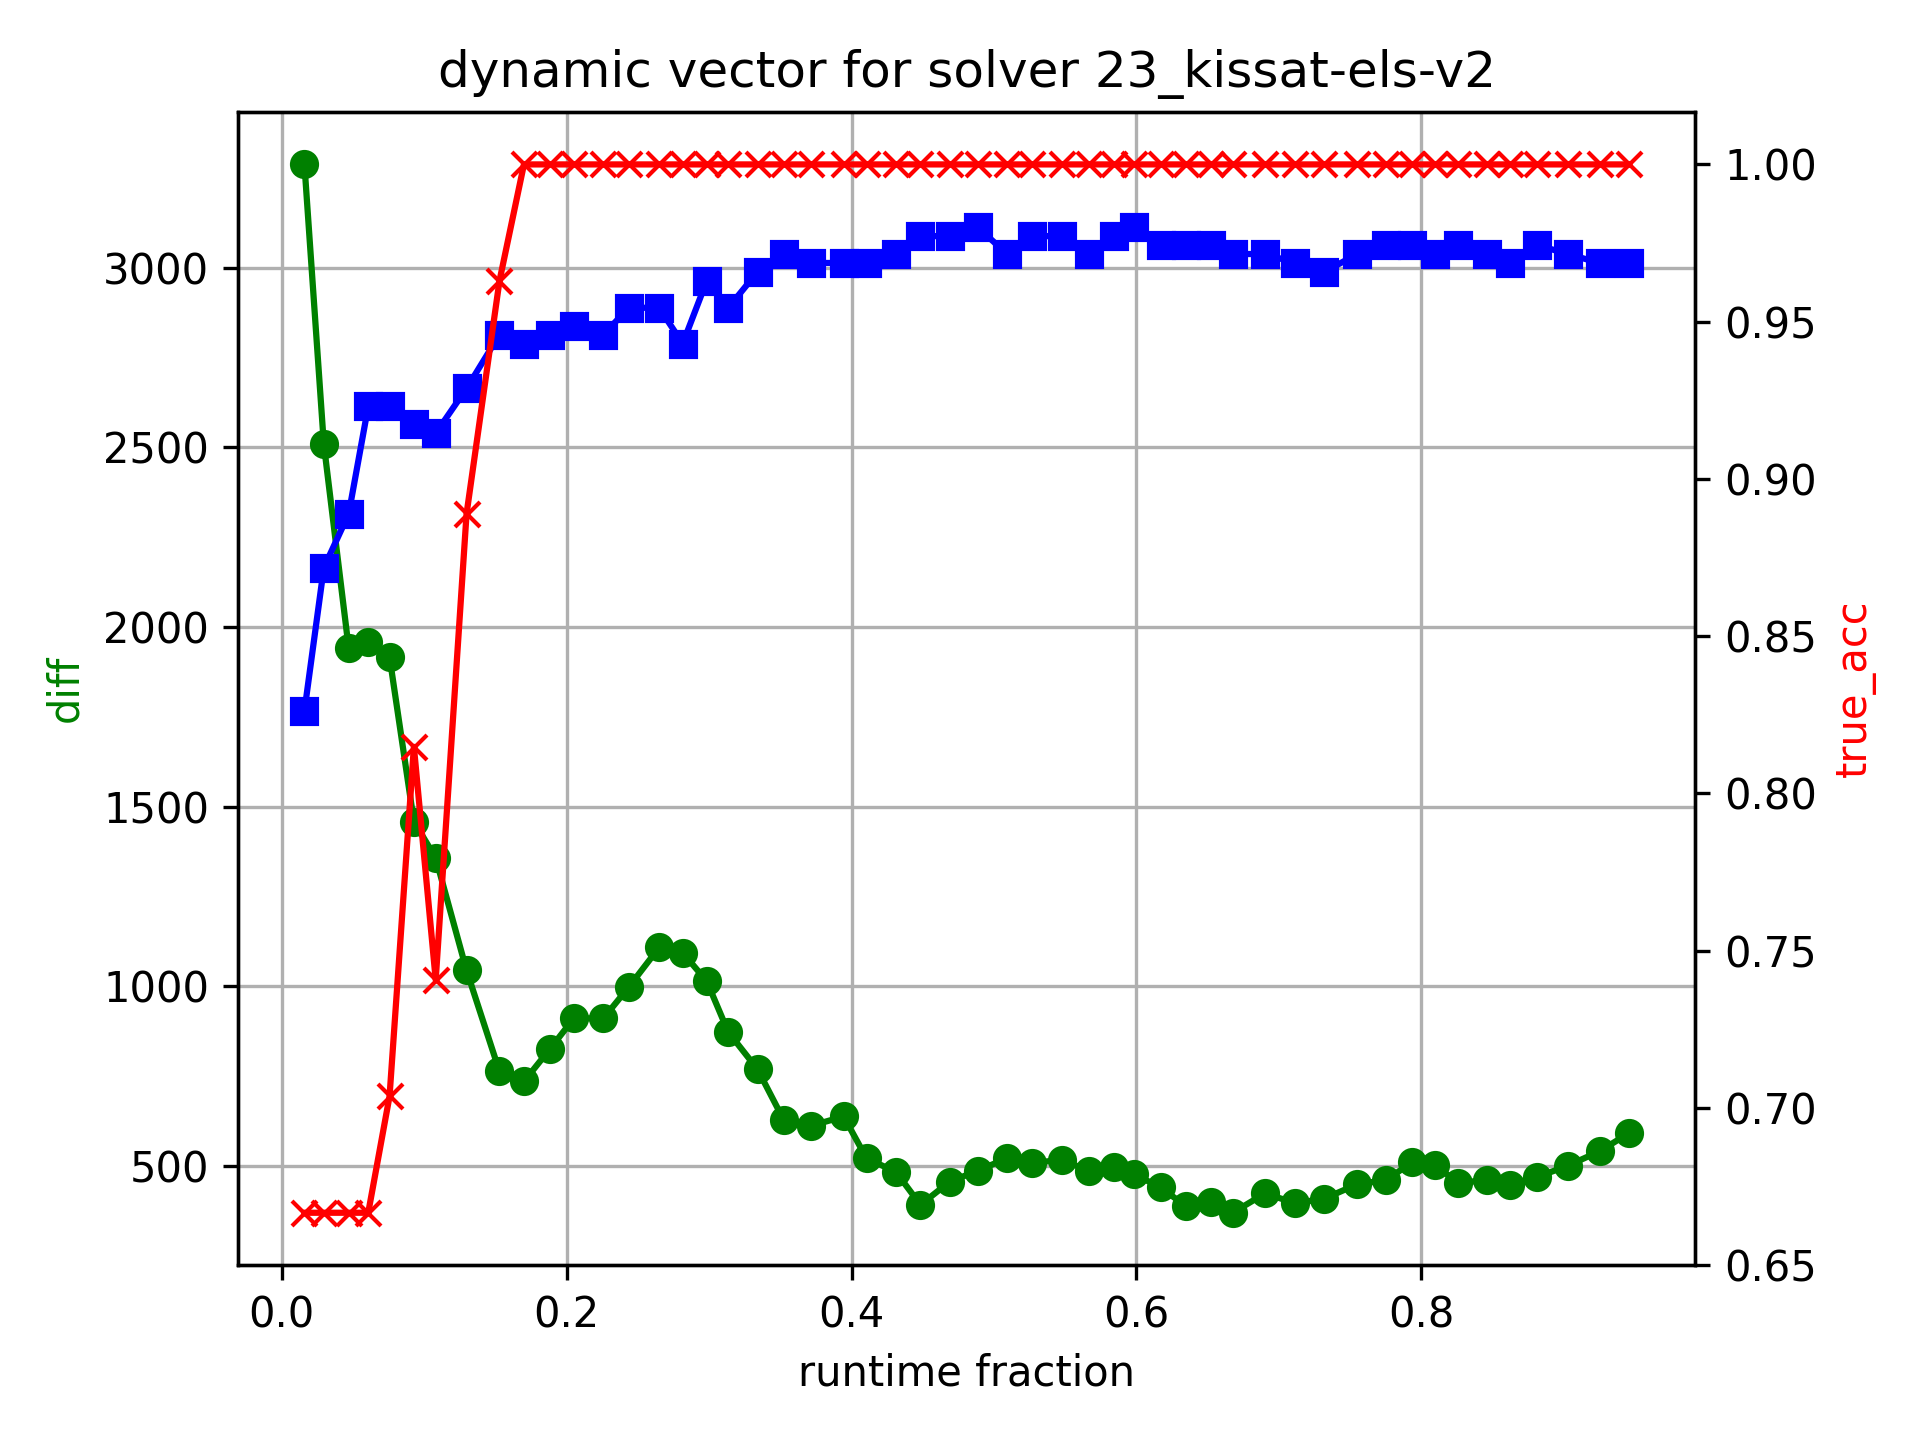 dynamic vector for solver 23_kissat-els-v2
3000
2500
2000
1500
1000
500
diff
1.00
0.95
0.90
0.85
0.80
0.75
0.70
0.65
true_acc
0.0 0.2 0.4 0.6 0.8
runtime fraction